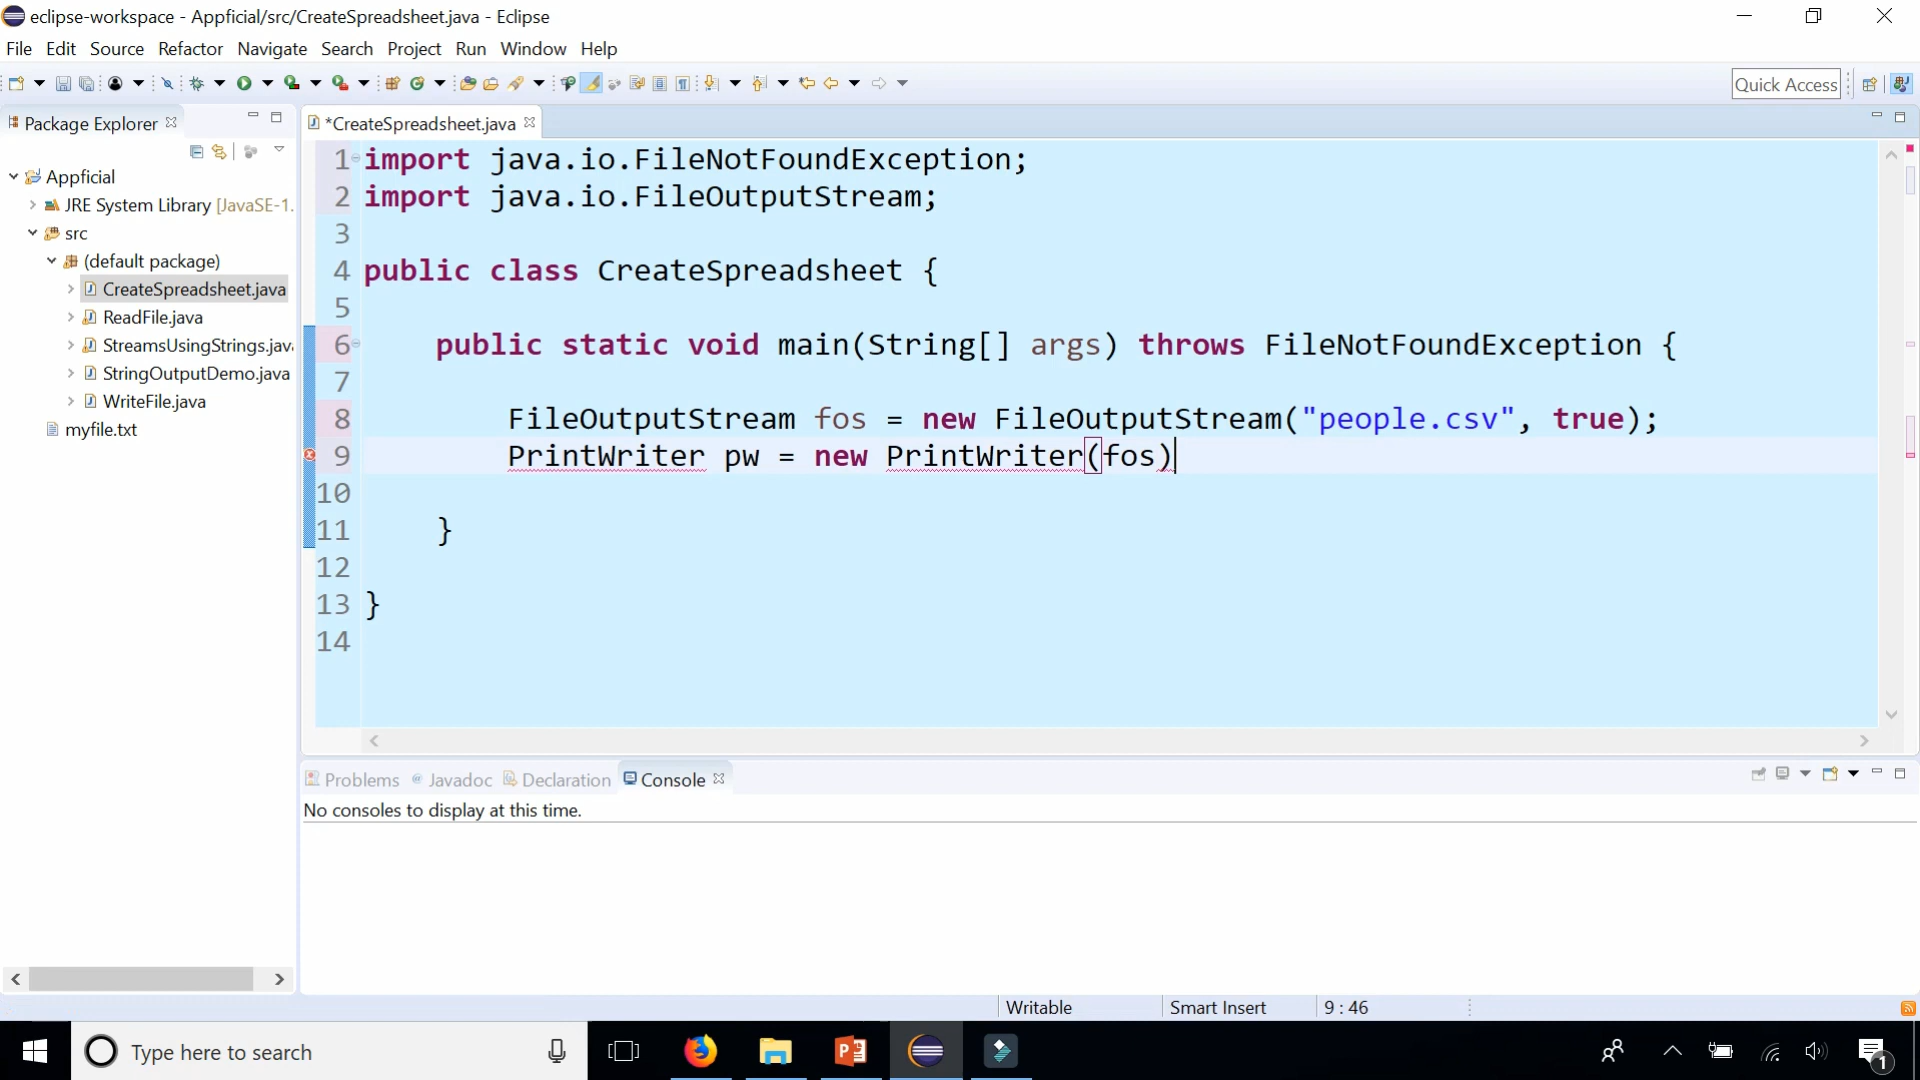 eclipse-workspace - Appficial/src/CreateSpreadsheet.java - Eclipse
File Edit Source Refactor Navigate Search Project Run Window Help
Quick Access
Package Explorer
*CreateSpreadsheet.java
Appficial
JRE System Library [JavaSE-1.
src
(default package)
CreateSpreadsheet.java
ReadFile.java
StreamsUsingStrings.jav
StringOutputDemo.java
WriteFile.java
myfile.txt
1 import java.io.FileNotFoundException;
2 import java.io.FileOutputStream;
3
4 public class CreateSpreadsheet {
5
6 public static void main(String[] args) throws FileNotFoundException {
7
8 FileOutputStream fos = new FileOutputStream("people.csv", true);
9 PrintWriter pw = new PrintWriter(fos)
10
11 }
12
13 }
14
Problems Javadoc Declaration Console
No consoles to display at this time.
Writable Smart Insert 9 : 46
Type here to search
1